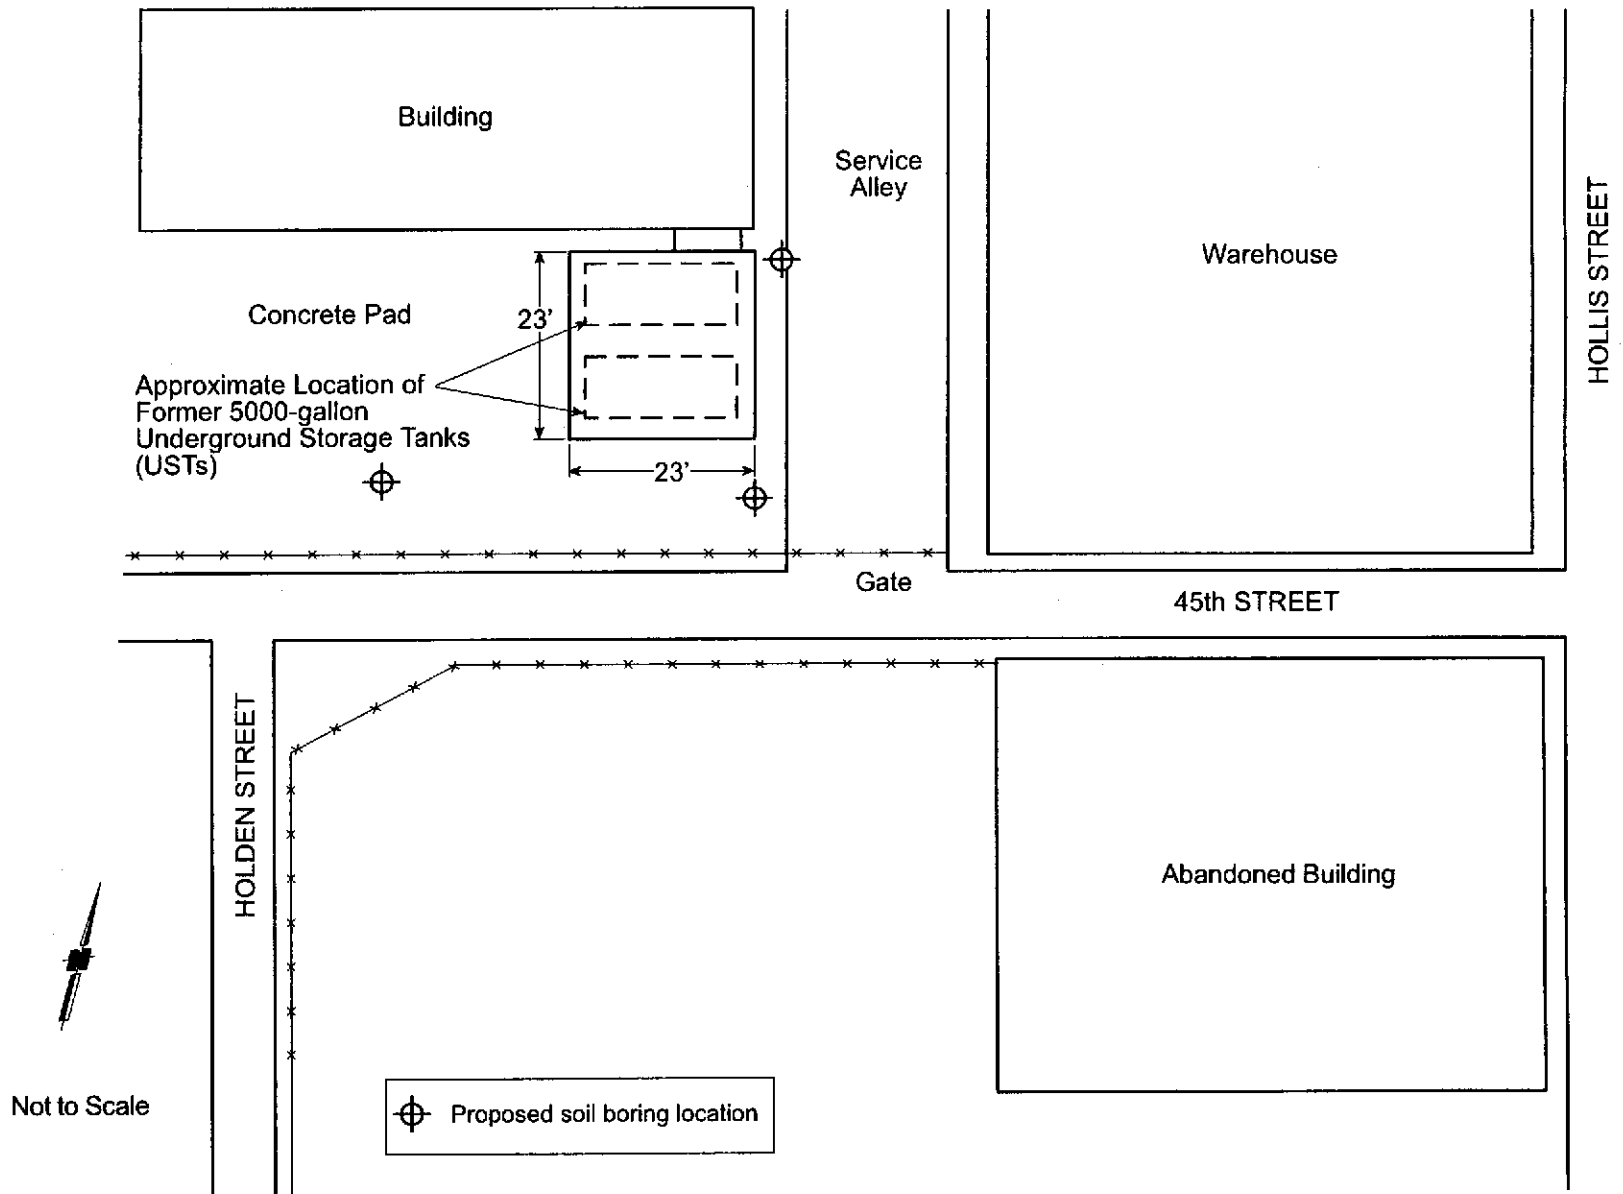 Building
Service
Alley
Warehouse
HOLLIS STREET
Concrete Pad
23'
Approximate Location of
Former 5000-gallon
Underground Storage Tanks
(USTs)
23'
Gate
45th STREET
HOLDEN STREET
Abandoned Building
Not to Scale
Proposed soil boring location